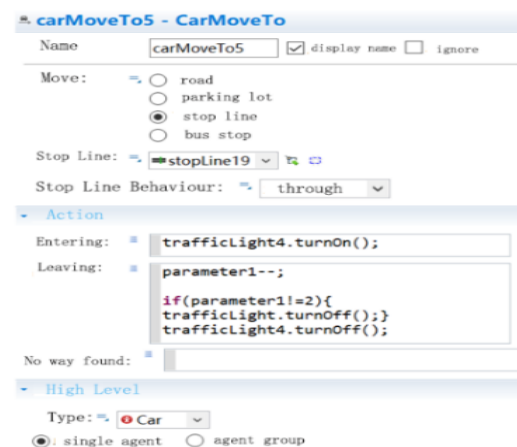 carMoveTo5 - CarMoveTo
Name carMoveTo5 display name ignore
Move: road
parking lot
stop line
bus stop
Stop Line: stopLine19
Stop Line Behaviour: through
Action
Entering: trafficLight4.turnOn();
Leaving: parameter1--;
if(parameter1!=2){
trafficLight.turnOff();}
trafficLight4.turnOff();
No way found:
High Level
Type: Car
single agent agent group